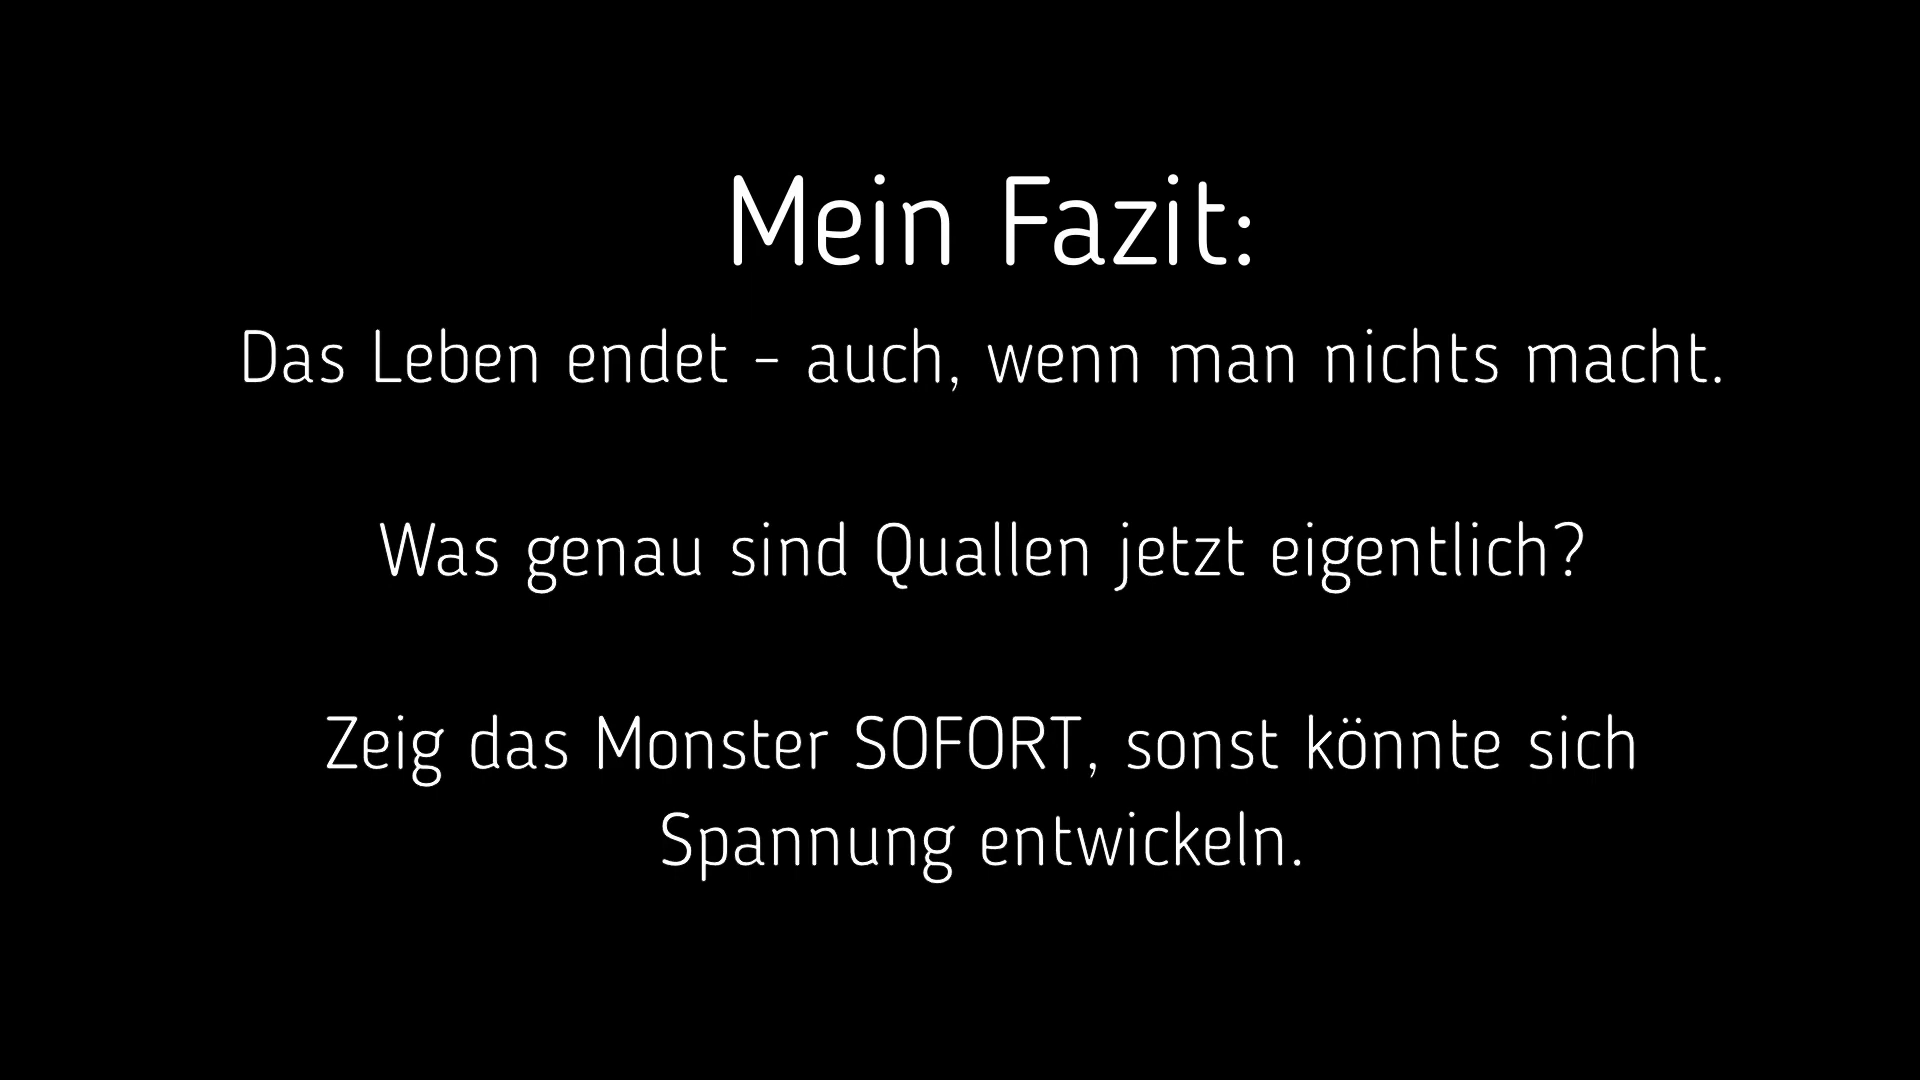 Mein Fazit:
Das Leben endet - auch, wenn man nichts macht.
Was genau sind Quallen jetzt eigentlich?
Zeig das Monster SOFORT, sonst könnte sich
Spannung entwickeln.